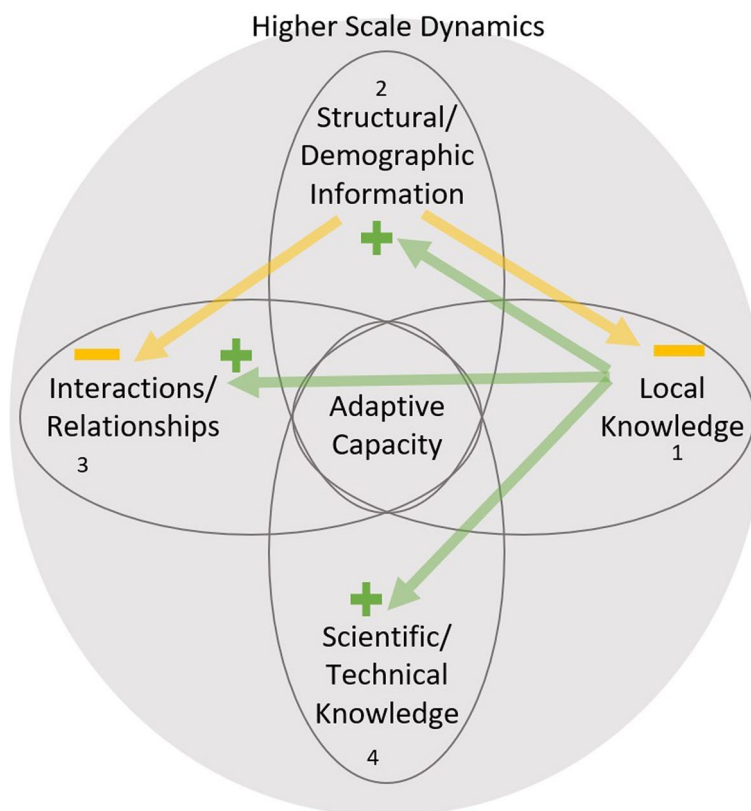 Higher Scale Dynamics
2
Structural/
Demographic
Information
+
−
+
−
Interactions/
Relationships
3
Adaptive
Capacity
Local
Knowledge
1
+
Scientific/
Technical
Knowledge
4